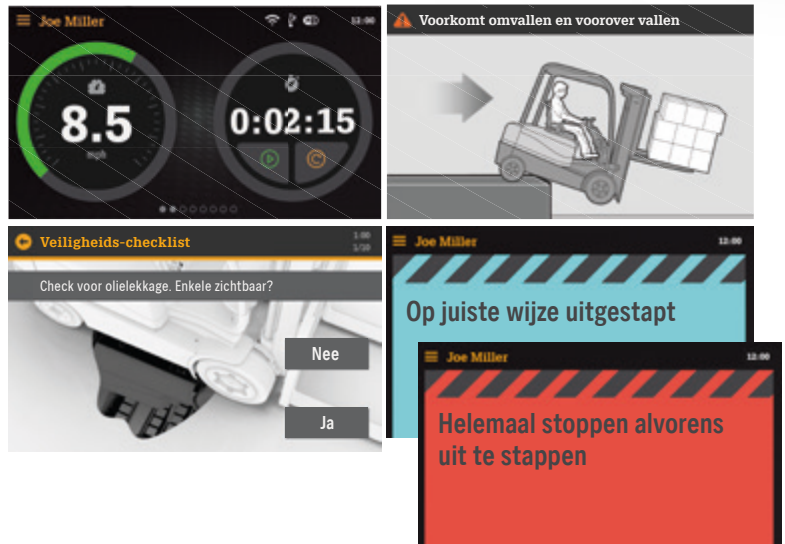 Joe Miller
12:00
8.5
mph
0:02:15
Voorkomt omvallen en voorover vallen
Veiligheids-checklist
1:00
1/10
Check voor olielekkage. Enkele zichtbaar?
Nee
Ja
Joe Miller
12:00
Op juiste wijze uitgestapt
Joe Miller
12:00
Helemaal stoppen alvorens
uit te stappen